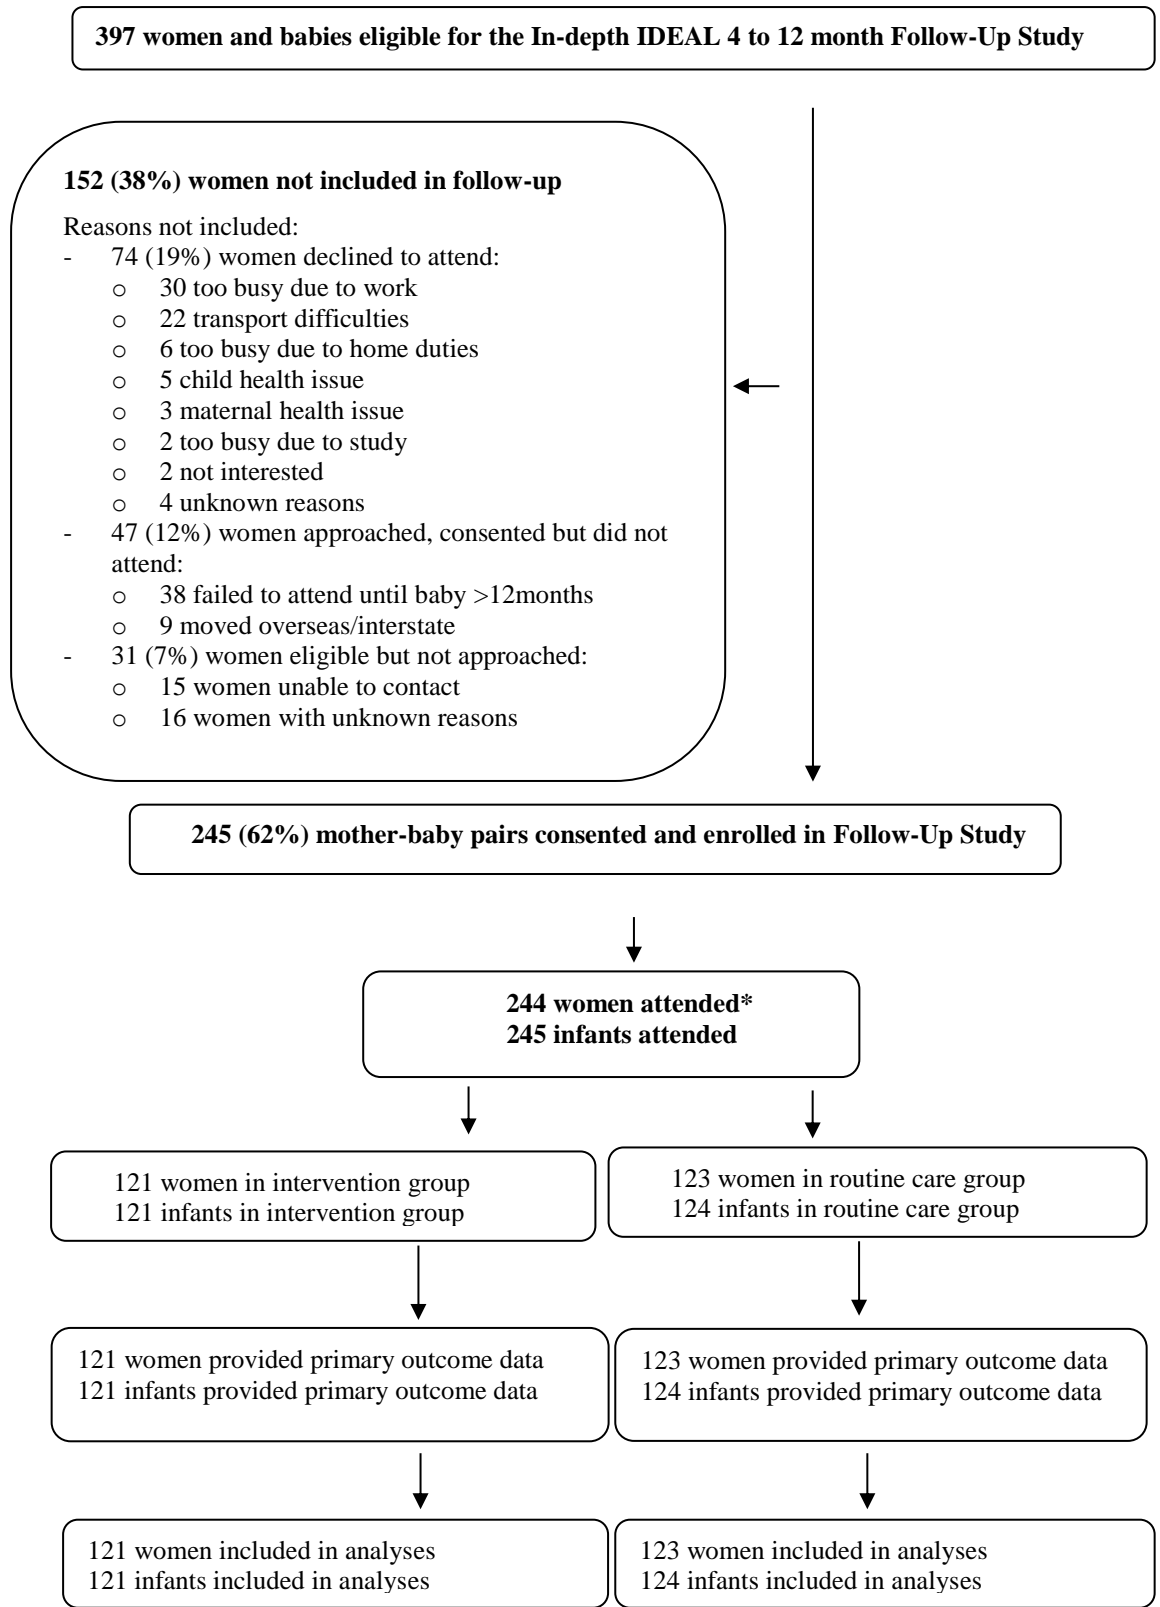 397 women and babies eligible for the In-depth IDEAL 4 to 12 month Follow-Up Study
152 (38%) women not included in follow-up
Reasons not included:
- 74 (19%) women declined to attend:
o 30 too busy due to work
o 22 transport difficulties
o 6 too busy due to home duties
o 5 child health issue
o 3 maternal health issue
o 2 too busy due to study
o 2 not interested
o 4 unknown reasons
- 47 (12%) women approached, consented but did not
attend:
o 38 failed to attend until baby >12months
o 9 moved overseas/interstate
- 31 (7%) women eligible but not approached:
o 15 women unable to contact
o 16 women with unknown reasons
245 (62%) mother-baby pairs consented and enrolled in Follow-Up Study
244 women attended*
245 infants attended
121 women in intervention group
121 infants in intervention group
123 women in routine care group
124 infants in routine care group
121 women provided primary outcome data
121 infants provided primary outcome data
123 women provided primary outcome data
124 infants provided primary outcome data
121 women included in analyses
121 infants included in analyses
123 women included in analyses
124 infants included in analyses